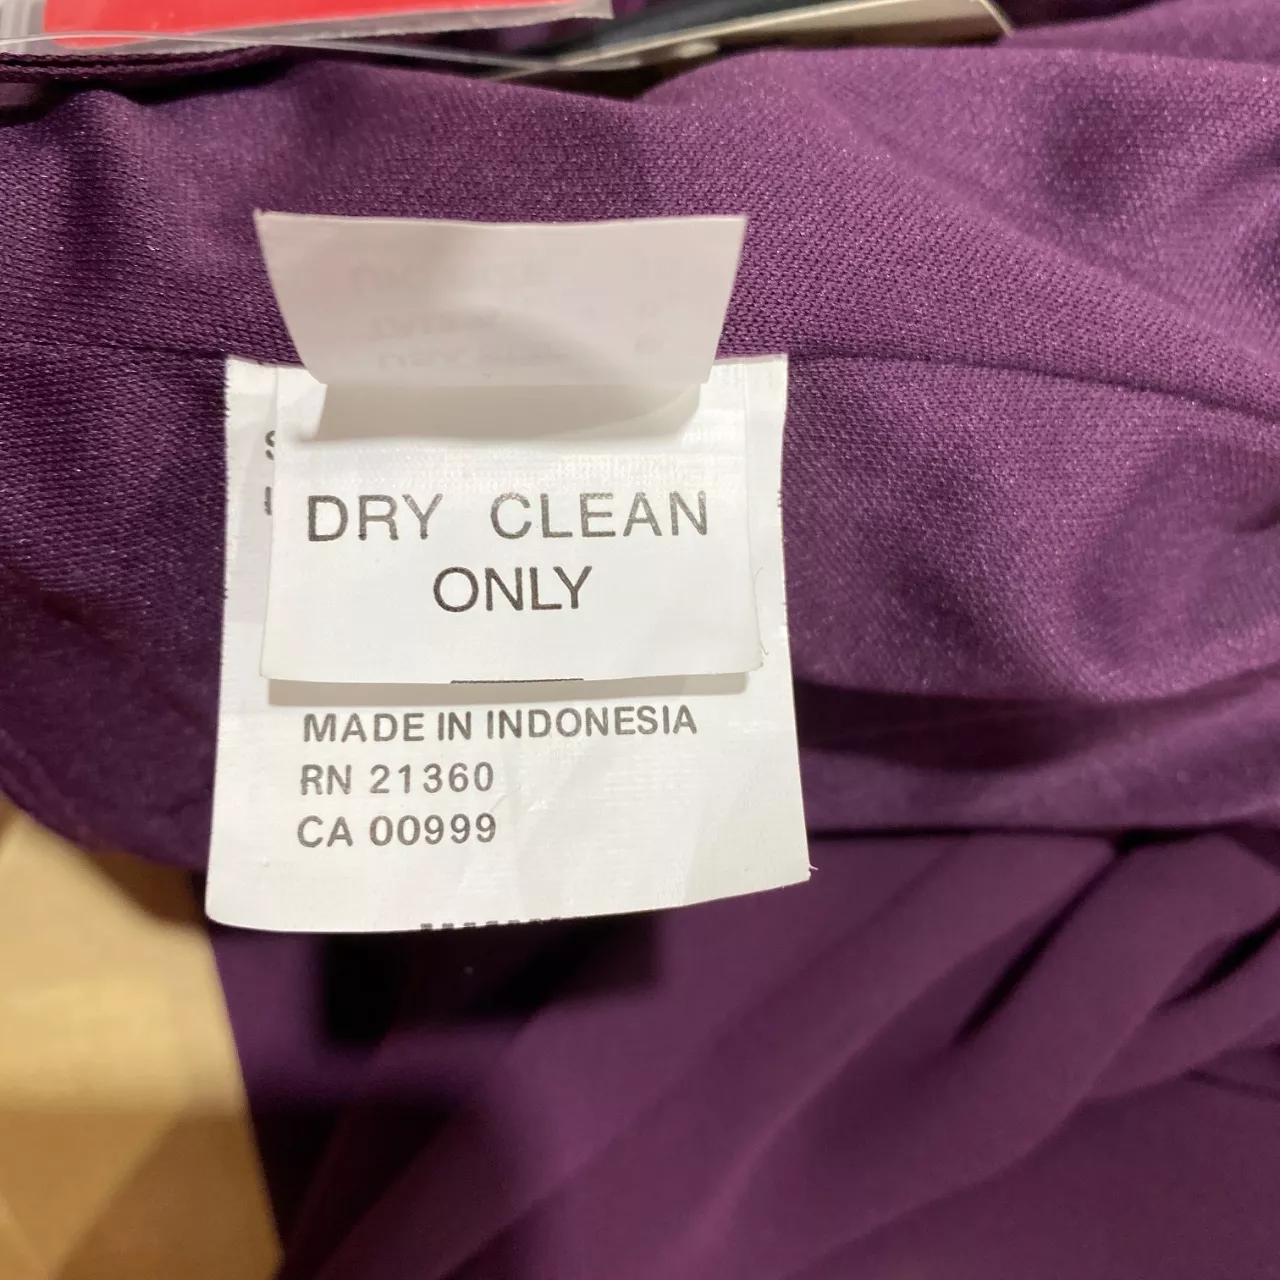 DRY CLEAN
ONLY
MADE IN INDONESIA
RN 21360
CA 00999